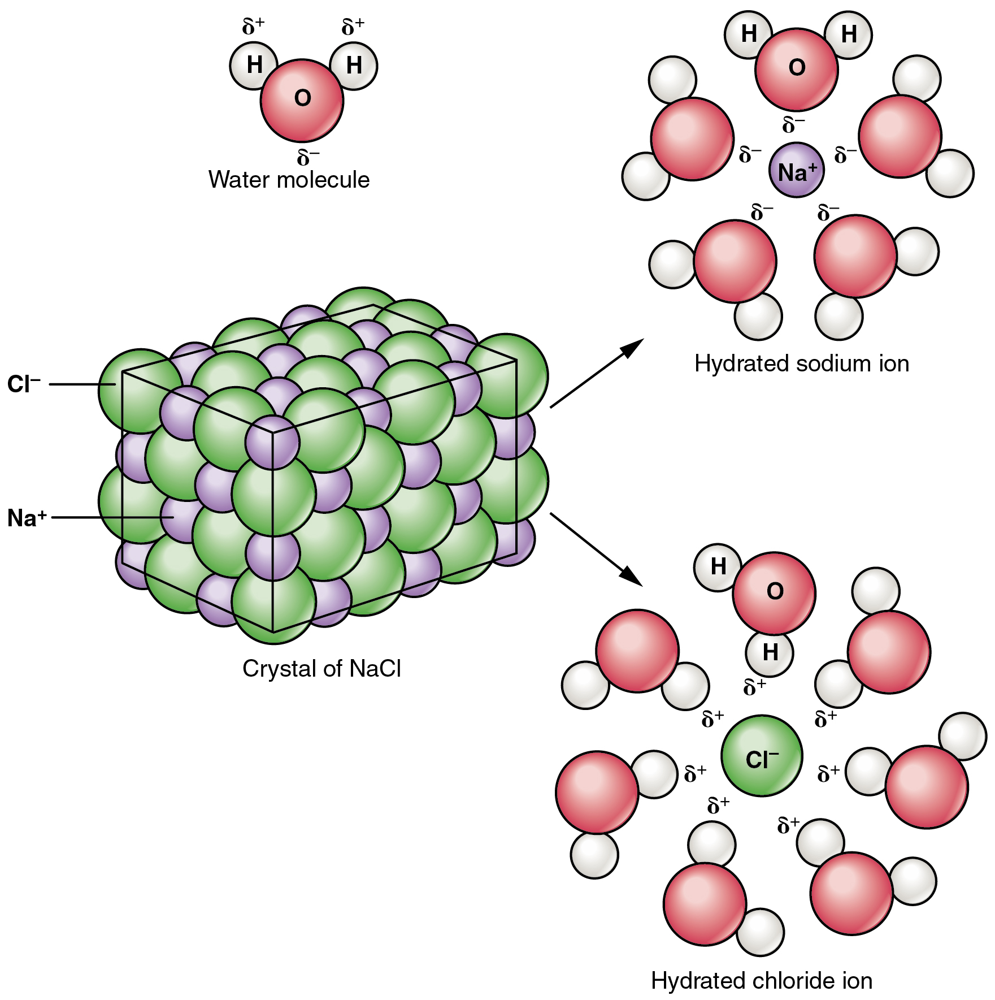 δ⁺ δ⁺
H H
O
δ⁻
Water molecule
H H
O
δ⁻
δ⁻ δ⁻
Na⁺
δ⁻ δ⁻
Hydrated sodium ion
Cl⁻
Na⁺
Crystal of NaCl
H
O
H
δ⁺
δ⁺ δ⁺
Cl⁻
δ⁺ δ⁺
δ⁺
δ⁺
Hydrated chloride ion